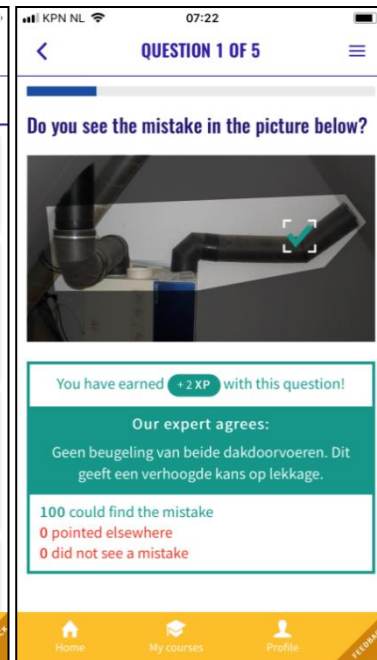 KPN NL 07:22
QUESTION 1 OF 5
Do you see the mistake in the picture below?
You have earned +2 XP with this question!
Our expert agrees:
Geen beugeling van beide dakdoorvoeren. Dit
geeft een verhoogde kans op lekkage.
100 could find the mistake
0 pointed elsewhere
0 did not see a mistake
Home My courses Profile